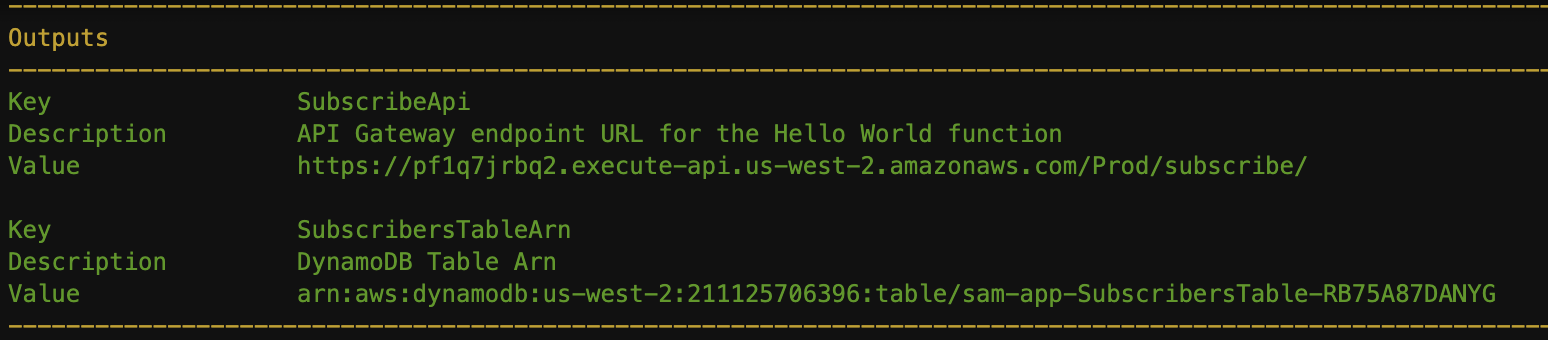 Outputs
Key SubscribeApi
Description API Gateway endpoint URL for the Hello World function
Value https://pf1q7jrbq2.execute-api.us-west-2.amazonaws.com/Prod/subscribe/
Key SubscribersTableArn
Description DynamoDB Table Arn
Value arn:aws:dynamodb:us-west-2:211125706396:table/sam-app-SubscribersTable-RB75A87DANYG